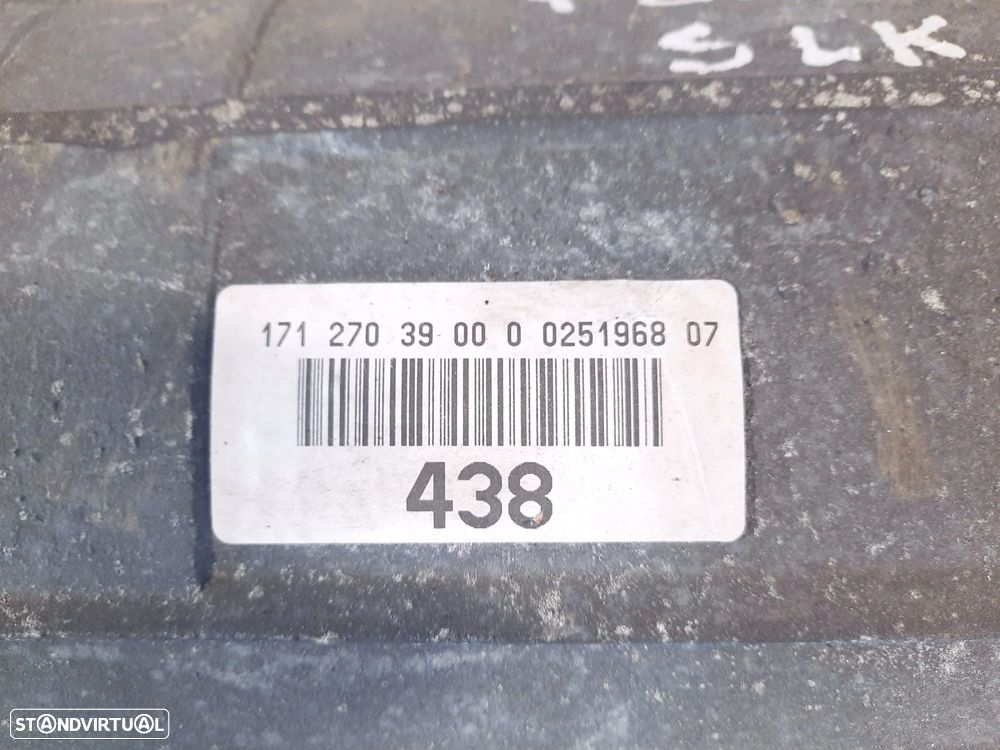 SLK
171 270 39 00 0 0251968 07
438
STANDVIRTUAL